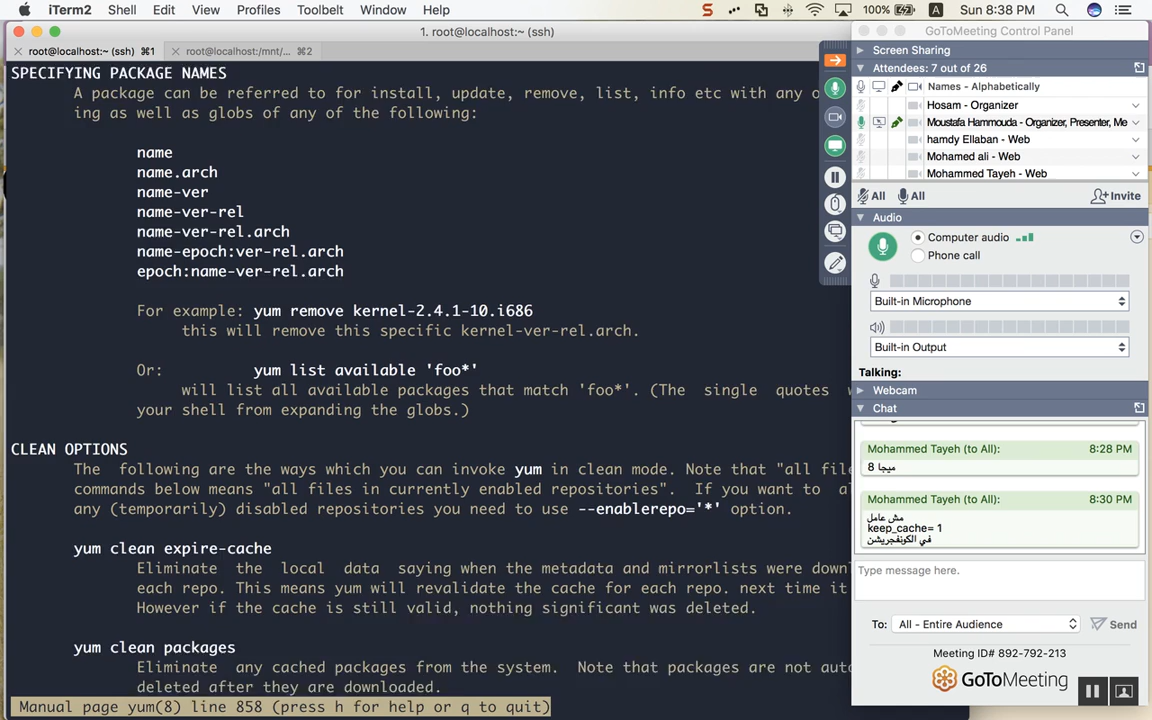 iTerm2 Shell Edit View Profiles Toolbelt Window Help 100% A Sun 8:38 PM
1. root@localhost:~ (ssh)
root@localhost:~ (ssh) ⌘1 root@localhost:/mnt/... ⌘2
SPECIFYING PACKAGE NAMES
A package can be referred to for install, update, remove, list, info etc with any o
ing as well as globs of any of the following:
name
name.arch
name-ver
name-ver-rel
name-ver-rel.arch
name-epoch:ver-rel.arch
epoch:name-ver-rel.arch
For example: yum remove kernel-2.4.1-10.i686
this will remove this specific kernel-ver-rel.arch.
Or: yum list available 'foo*'
will list all available packages that match 'foo*'. (The single quotes
your shell from expanding the globs.)
CLEAN OPTIONS
The following are the ways which you can invoke yum in clean mode. Note that "all file
commands below means "all files in currently enabled repositories". If you want to al
any (temporarily) disabled repositories you need to use --enablerepo='*' option.
yum clean expire-cache
Eliminate the local data saying when the metadata and mirrorlists were down
each repo. This means yum will revalidate the cache for each repo. next time it
However if the cache is still valid, nothing significant was deleted.
yum clean packages
Eliminate any cached packages from the system. Note that packages are not auto
deleted after they are downloaded.
Manual page yum(8) line 858 (press h for help or q to quit)
GoToMeeting Control Panel
Screen Sharing
Attendees: 7 out of 26
Names - Alphabetically
Hosam - Organizer
Moustafa Hammouda - Organizer, Presenter, Me
hamdy Ellaban - Web
Mohamed ali - Web
Mohammed Tayeh - Web
All All Invite
Audio
Computer audio
Phone call
Built-in Microphone
Built-in Output
Talking:
Webcam
Chat
Mohammed Tayeh (to All): 8:28 PM
8 ميجا
Mohammed Tayeh (to All): 8:30 PM
مش عامل
keep_cache= 1
في الكونفجريشن
Type message here.
To: All - Entire Audience Send
Meeting ID# 892-792-213
GoToMeeting